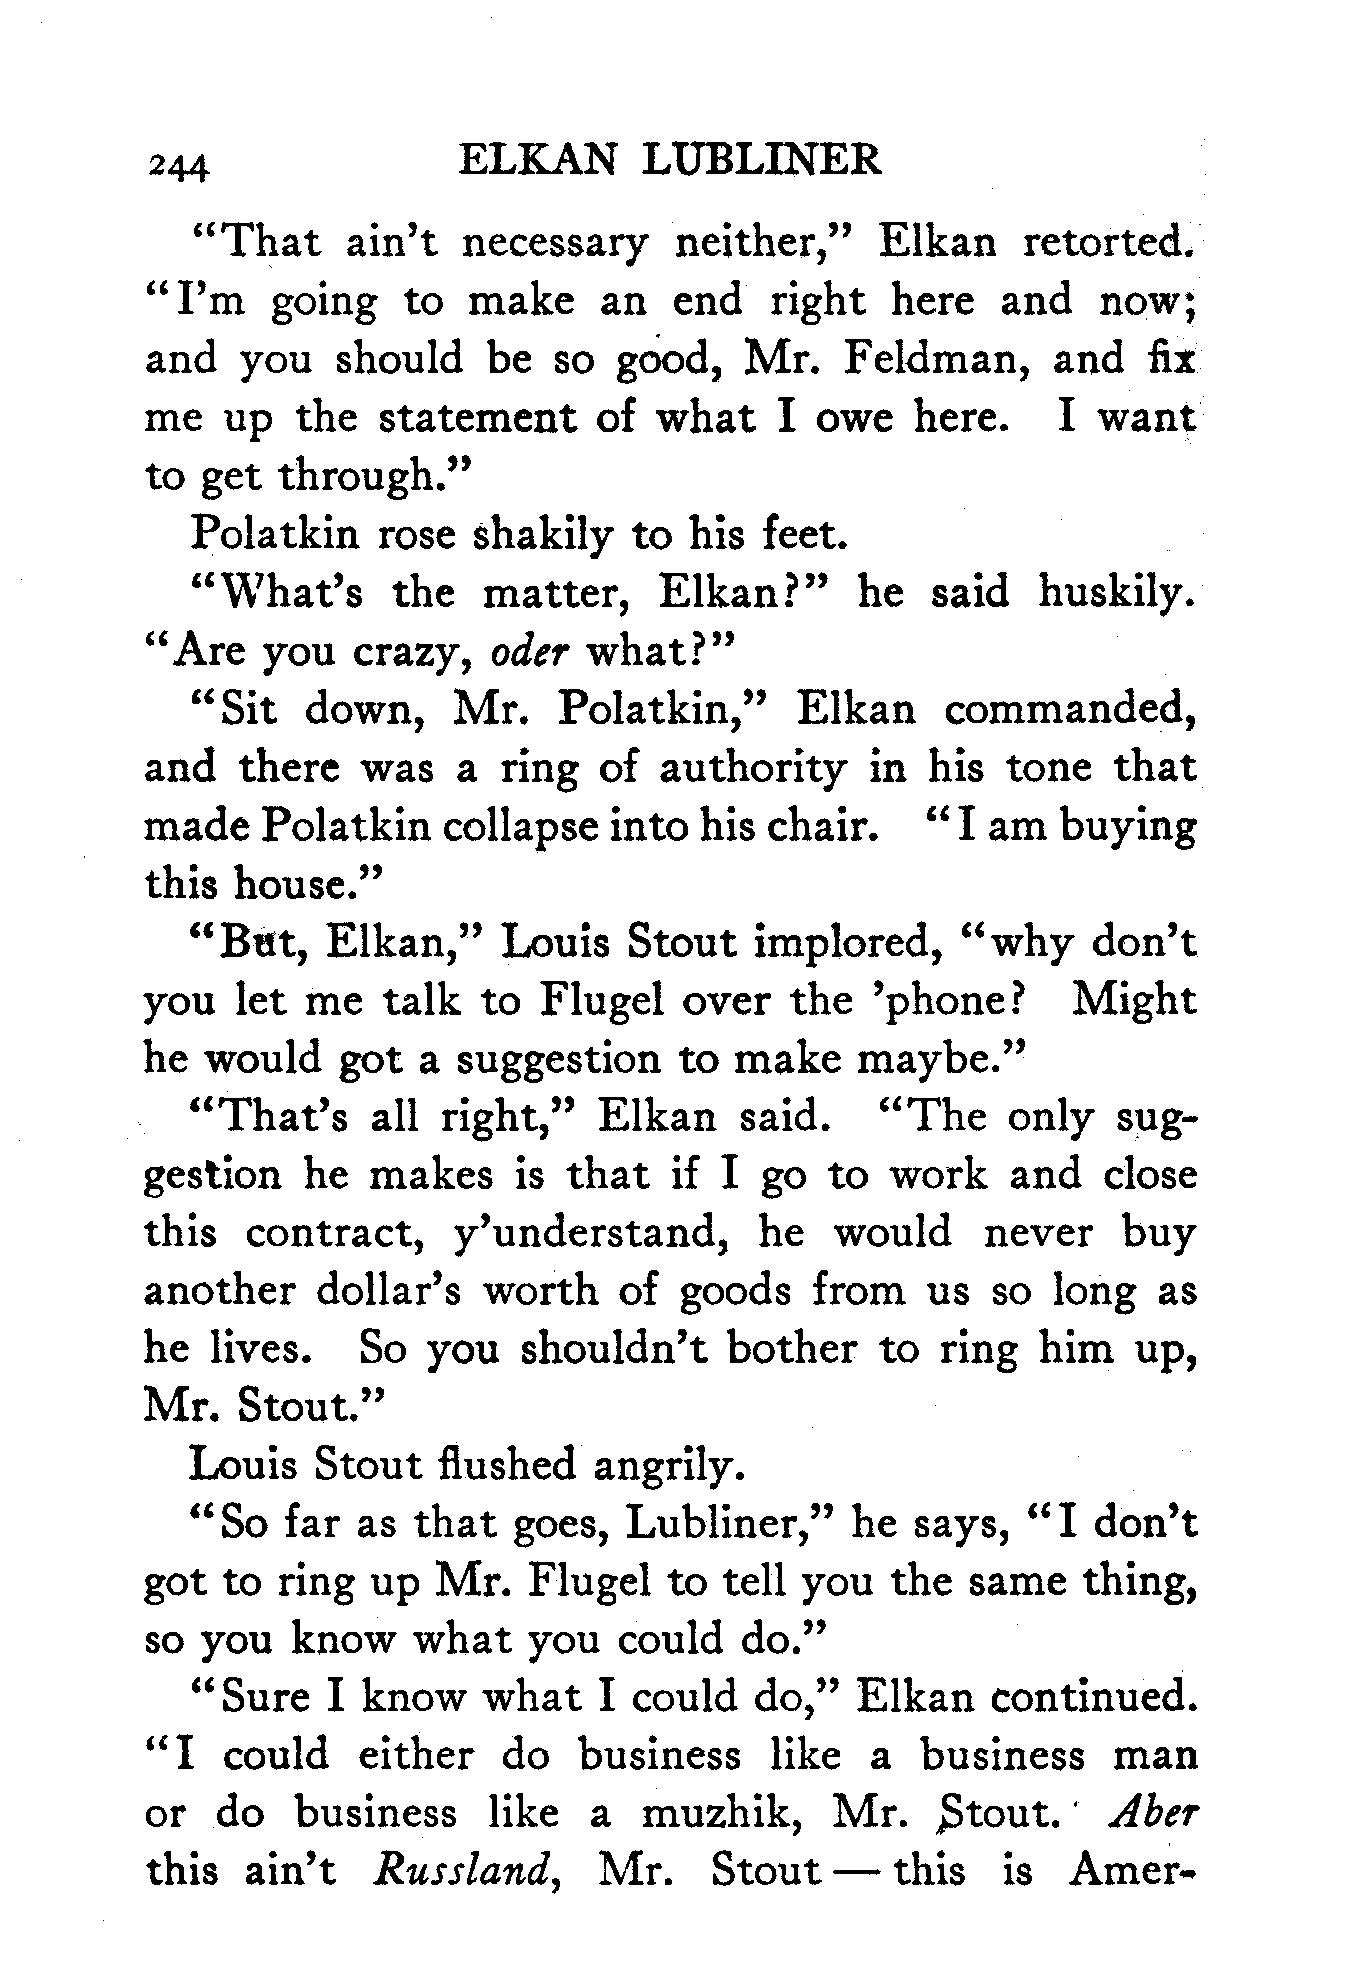 244 ELKAN LUBLINER
“That ain’t necessary neither,” Elkan retorted.
“I’m going to make an end right here and now;
and you should be so good, Mr. Feldman, and fix
me up the statement of what I owe here. I want
to get through.”
Polatkin rose shakily to his feet.
“What’s the matter, Elkan?” he said huskily.
“Are you crazy, oder what?”
“Sit down, Mr. Polatkin,” Elkan commanded,
and there was a ring of authority in his tone that
made Polatkin collapse into his chair. “I am buying
this house.”
“But, Elkan,” Louis Stout implored, “why don’t
you let me talk to Flugel over the ’phone? Might
he would got a suggestion to make maybe.”
“That’s all right,” Elkan said. “The only sug-
gestion he makes is that if I go to work and close
this contract, y’understand, he would never buy
another dollar’s worth of goods from us so long as
he lives. So you shouldn’t bother to ring him up,
Mr. Stout.”
Louis Stout flushed angrily.
“So far as that goes, Lubliner,” he says, “I don’t
got to ring up Mr. Flugel to tell you the same thing,
so you know what you could do.”
“Sure I know what I could do,” Elkan continued.
“I could either do business like a business man
or do business like a muzhik, Mr. Stout. Aber
this ain’t Russland, Mr. Stout — this is Amer-